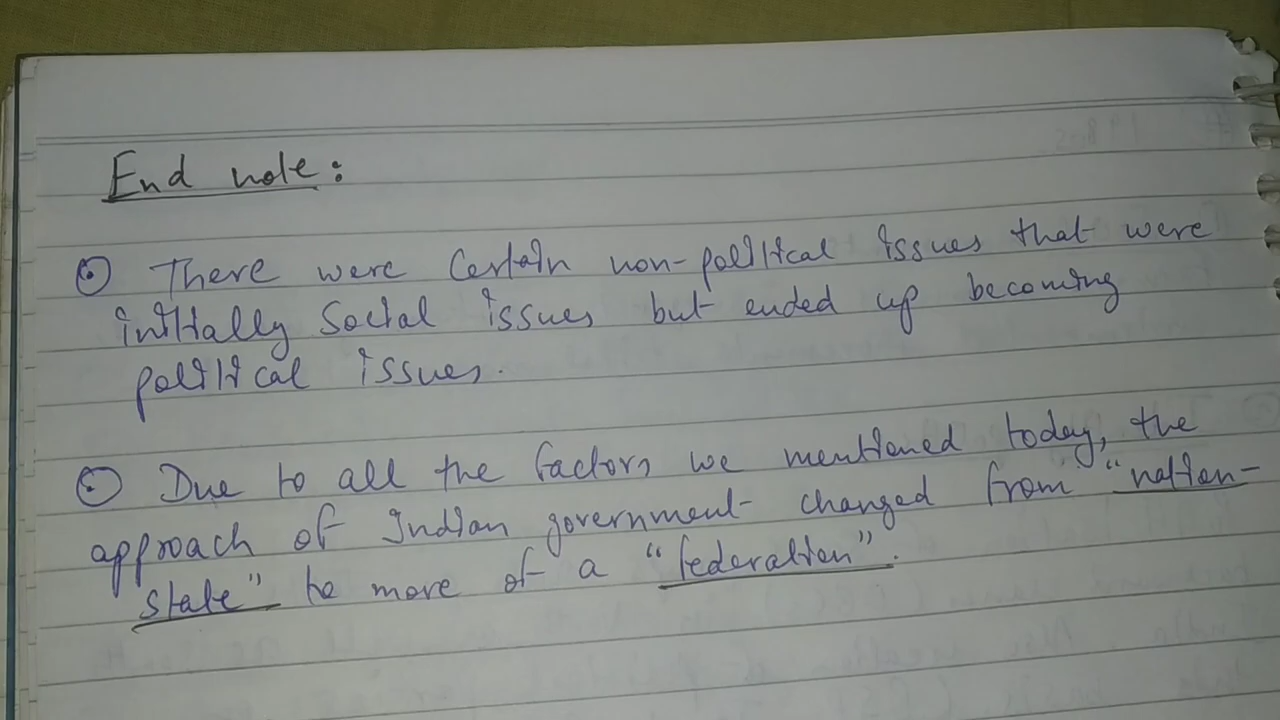 End note:
There were Certain non-political issues that were
initially Social issues but ended up becoming
political issues.
Due to all the factors we mentioned today, the
approach of Indian government changed from "nation-
state" to more of a "federation".